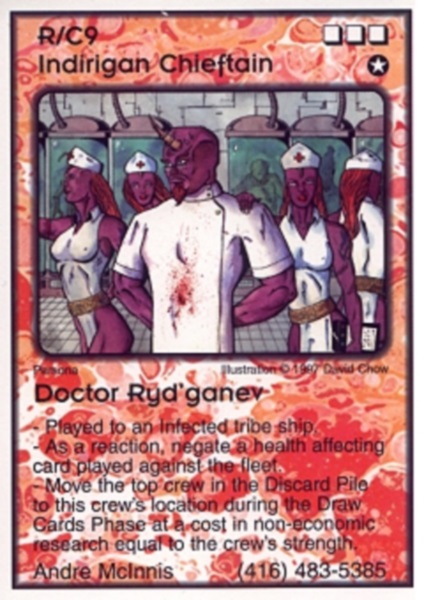 R/C9
Indirigan Chieftain
Persona
Illustration © 1997 David Chow
Doctor Ryd'ganev
- Played to an Infected tribe ship.
- As a reaction, negate a health affecting
card played against the fleet.
- Move the top crew in the Discard Pile
to this crew's location during the Draw
Cards Phase at a cost in non-economic
research equal to the crew's strength.
Andre McInnis (416) 483-5385